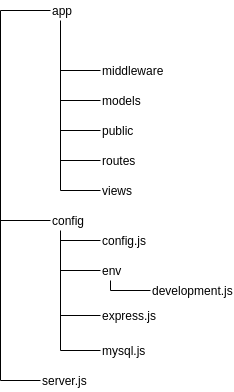 app
middleware
models
public
routes
views
config
config.js
env
development.js
express.js
mysql.js
server.js